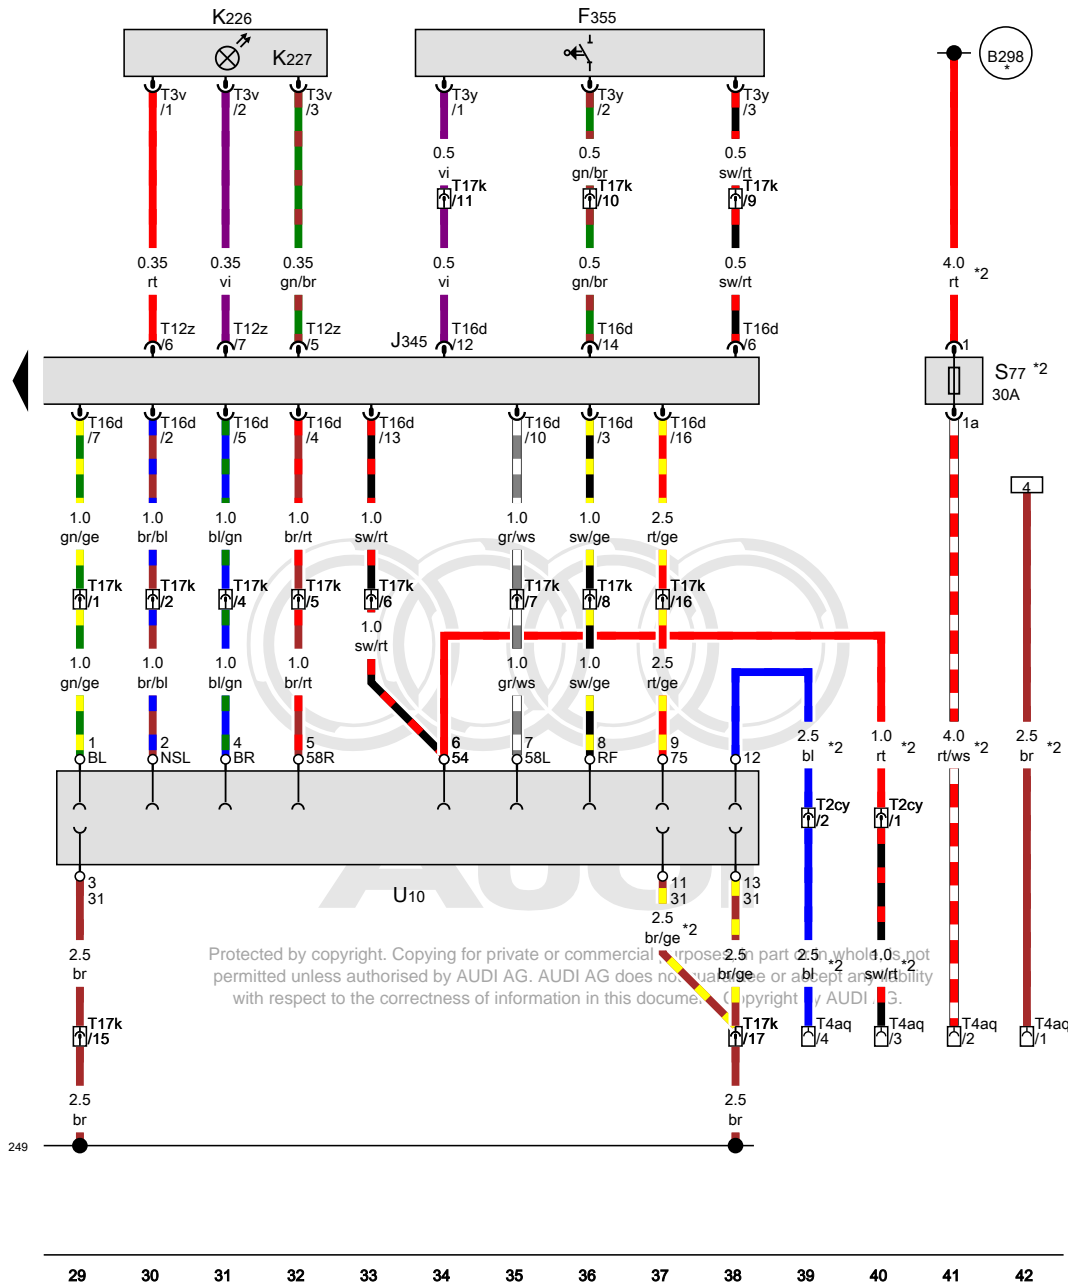 K226 F355
K227 B298
*
T3v T3v T3v T3y T3y T3y
/1 /2 /3 /1 /2 /3
0.5 0.5 0.5
vi gn/br sw/rt
T17k T17k T17k
/11 /10 /9
0.35 0.35 0.35 0.5 0.5 0.5 4.0
rt vi gn/br vi gn/br sw/rt rt *2
T12z T12z T12z T16d T16d T16d
/6 /7 /5 J345 /12 /14 /6 1
S77 *2
30A
T16d T16d T16d T16d T16d T16d T16d T16d 1a
/7 /2 /5 /4 /13 /10 /3 /16
4
1.0 1.0 1.0 1.0 1.0 1.0 1.0 2.5
gn/ge br/bl bl/gn br/rt sw/rt gr/ws sw/ge rt/ge
T17k T17k T17k T17k T17k T17k T17k T17k
/1 /2 /4 /5 /6 /7 /8 /16
1.0
sw/rt
1.0 1.0 1.0 1.0 1.0 1.0 2.5
gn/ge br/bl bl/gn br/rt gr/ws sw/ge rt/ge
2.5 1.0 4.0 2.5
bl *2 rt *2 rt/ws *2 br *2
1 2 4 5 6 7 8 9
BL NSL BR 58R 54 58L RF 75 12
T2cy T2cy
/2 /1
3 11 13
31 U10 31 31
AUDI
2.5
br/ge *2
2.5 2.5 2.5 1.0
br br/ge bl *2 sw/rt *2
Protected by copyright. Copying for private or commercial purposes, in part or in whole, is not
permitted unless authorised by AUDI AG. AUDI AG does not guarantee or accept any liability
with respect to the correctness of information in this document. Copyright by AUDI AG.
T17k T17k T4aq T4aq T4aq T4aq
/15 /17 /4 /3 /2 /1
2.5 2.5
br br
249
29 30 31 32 33 34 35 36 37 38 39 40 41 42